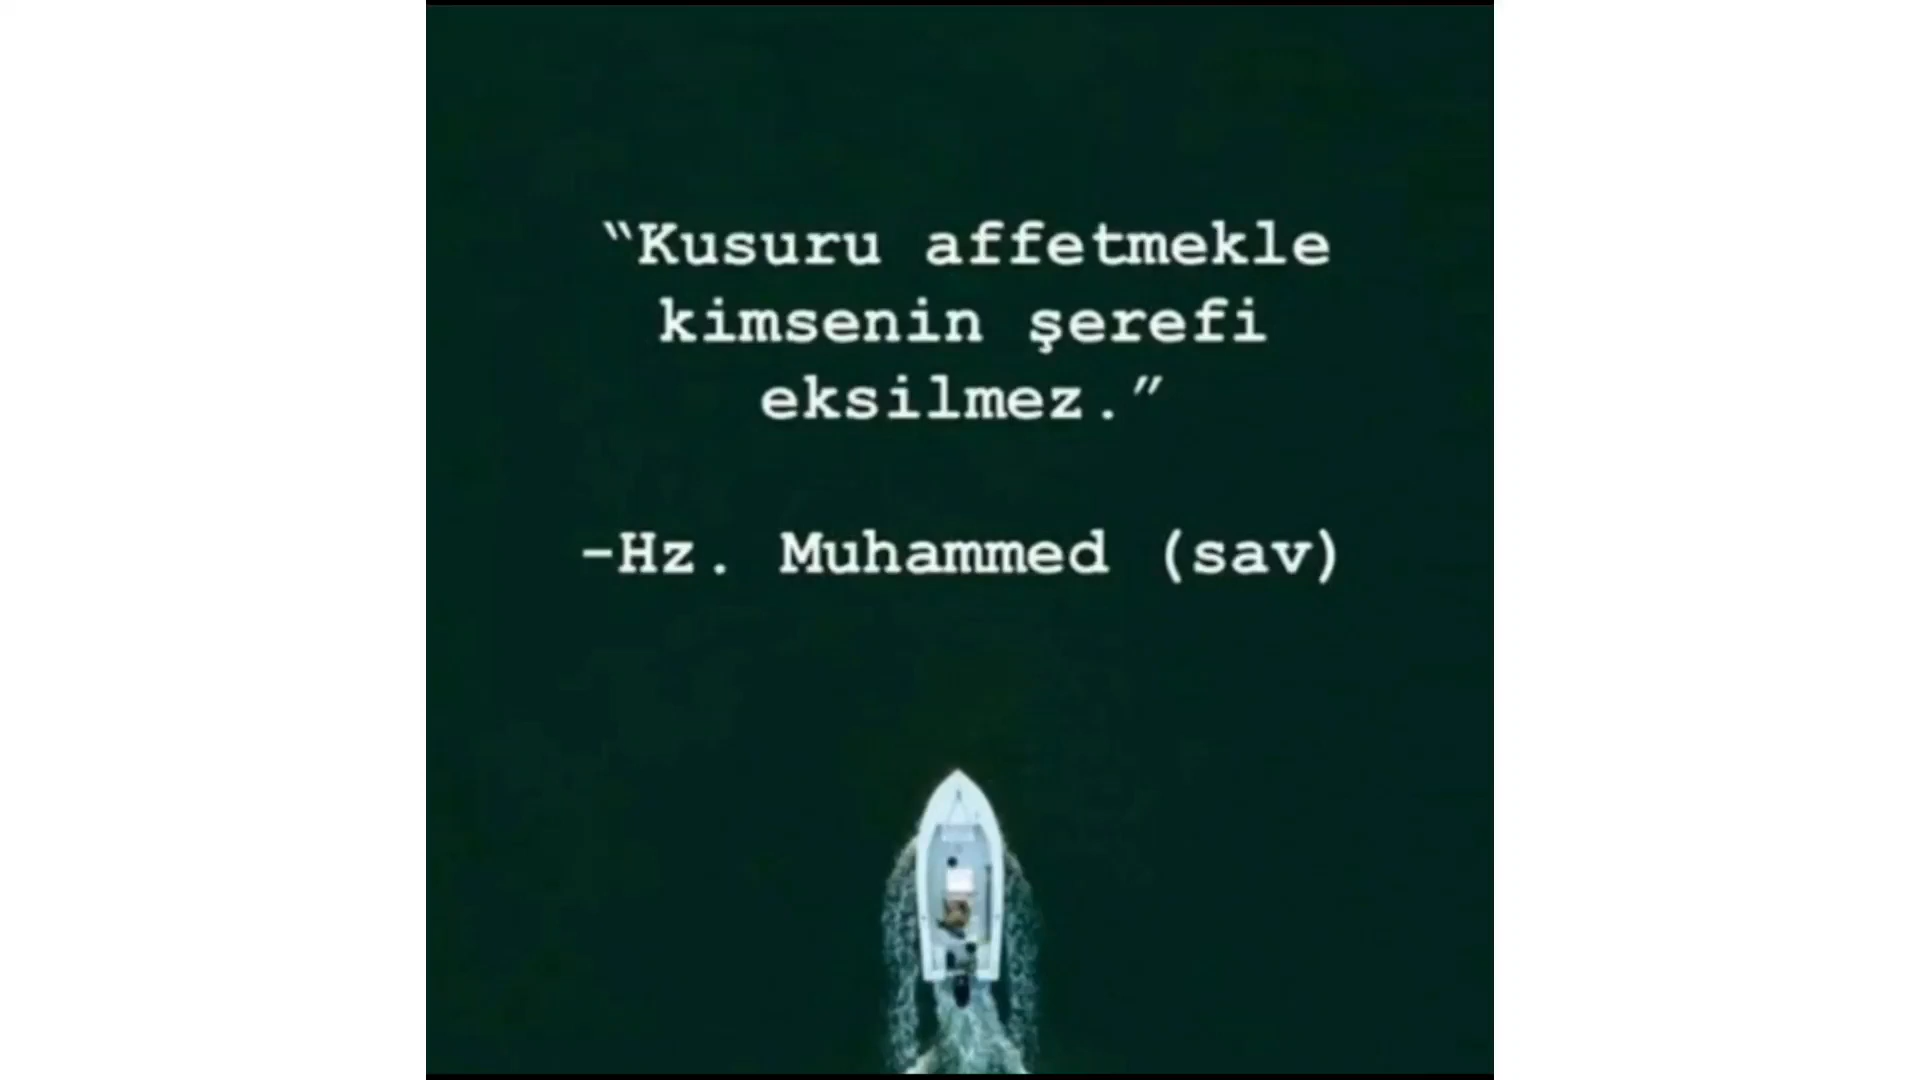 “Kusuru affetmekle
kimsenin şerefi
eksilmez.”
-Hz. Muhammed (sav)